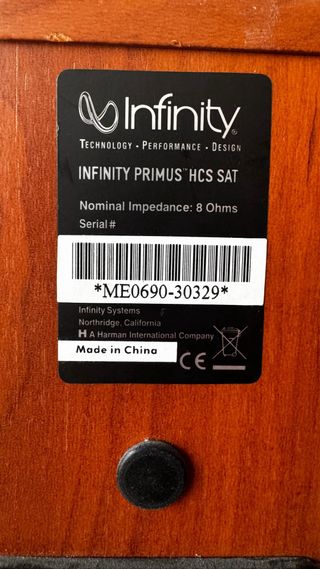 Infinity®
TECHNOLOGY • PERFORMANCE • DESIGN
INFINITY PRIMUS™ HCS SAT
Nominal Impedance: 8 Ohms
Serial#
*ME0690-30329*
Infinity Systems
Northridge, California
H A Harman International Company
Made in China
CE